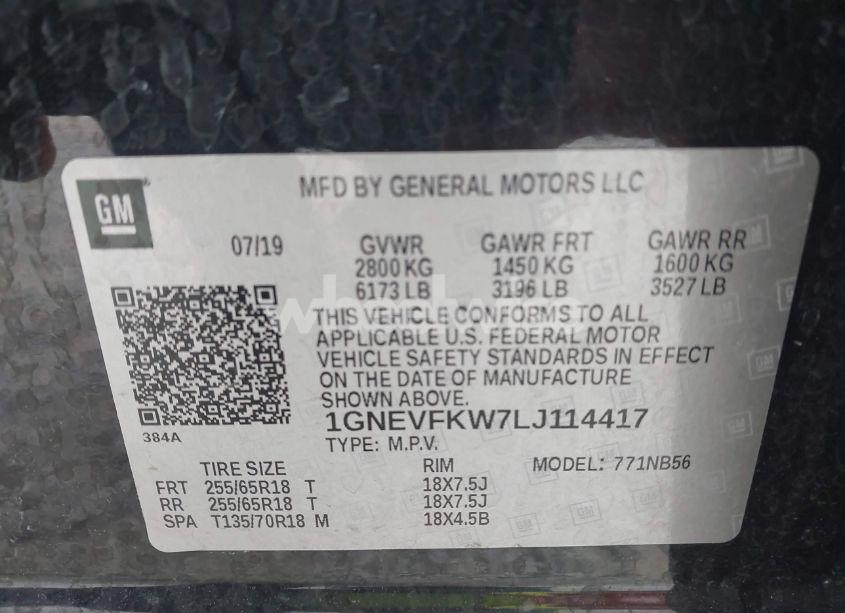 GM
MFD BY GENERAL MOTORS LLC
07/19 GVWR GAWR FRT GAWR RR
2800 KG 1450 KG 1600 KG
6173 LB 3196 LB 3527 LB
THIS VEHICLE CONFORMS TO ALL
APPLICABLE U.S. FEDERAL MOTOR
VEHICLE SAFETY STANDARDS IN EFFECT
ON THE DATE OF MANUFACTURE
SHOWN ABOVE.
1GNEVFKW7LJ114417
384A
TYPE: M.P.V.
TIRE SIZE RIM MODEL: 771NB56
FRT 255/65R18 T 18X7.5J
RR 255/65R18 T 18X7.5J
SPA T135/70R18 M 18X4.5B